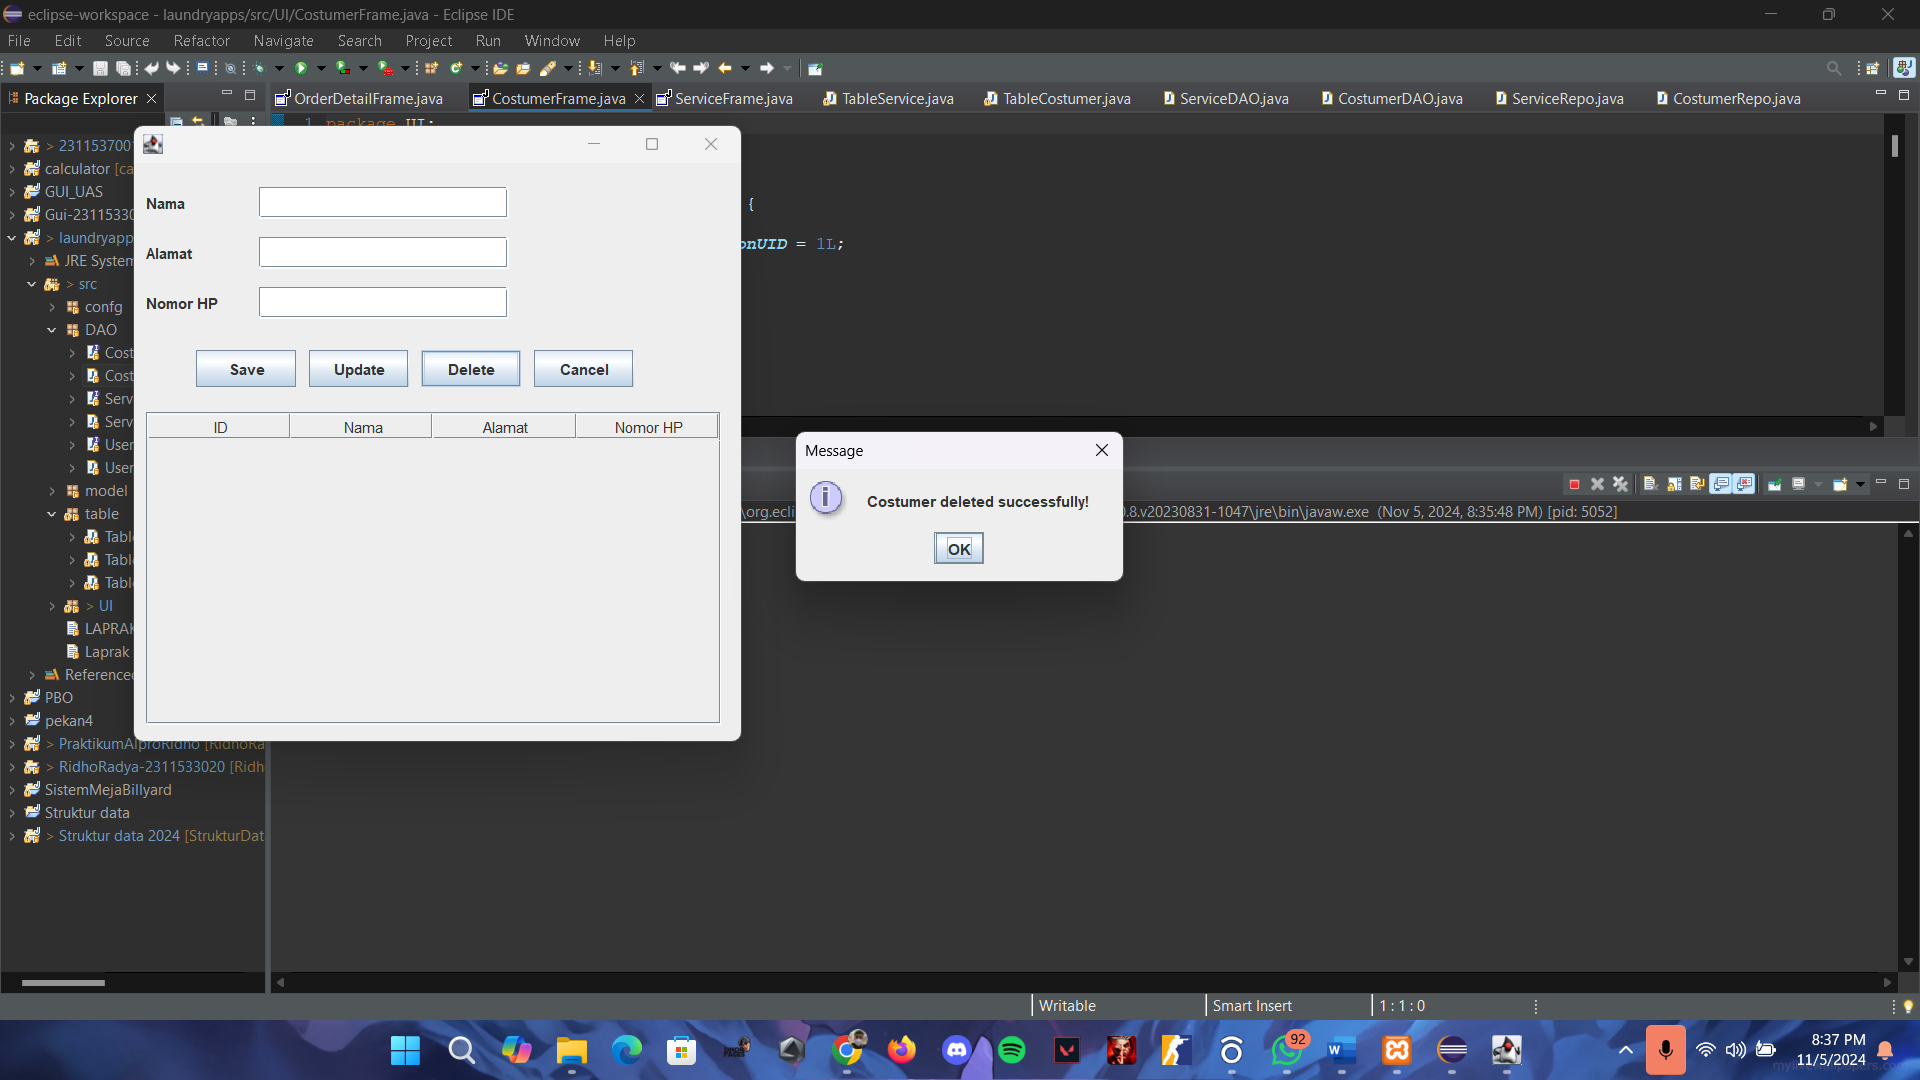 eclipse-workspace - laundryapps/src/UI/CostumerFrame.java - Eclipse IDE
File Edit Source Refactor Navigate Search Project Run Window Help
Package Explorer
OrderDetailFrame.java CostumerFrame.java ServiceFrame.java TableService.java TableCostumer.java ServiceDAO.java CostumerDAO.java ServiceRepo.java CostumerRepo.java
1 package UI;
{
onUID = 1L;
> 231153700
calculator [ca
GUI_UAS
Gui-23115330
> laundryapp
JRE System
> src
confg
DAO
Cost
Cost
Serv
Serv
User
User
model
table
Tabl
Tabl
Tabl
> UI
LAPRAK
Laprak
Referenced
PBO
pekan4
> PraktikumAlproRidho [RidhoRa
> RidhoRadya-2311533020 [Ridh
SistemMejaBillyard
Struktur data
> Struktur data 2024 [StrukturDat
Nama
Alamat
Nomor HP
Save Update Delete Cancel
ID Nama Alamat Nomor HP
Message
Costumer deleted successfully!
OK
\org.ecli
.8.v20230831-1047\jre\bin\javaw.exe (Nov 5, 2024, 8:35:48 PM) [pid: 5052]
Writable Smart Insert 1 : 1 : 0
92
8:37 PM
11/5/2024